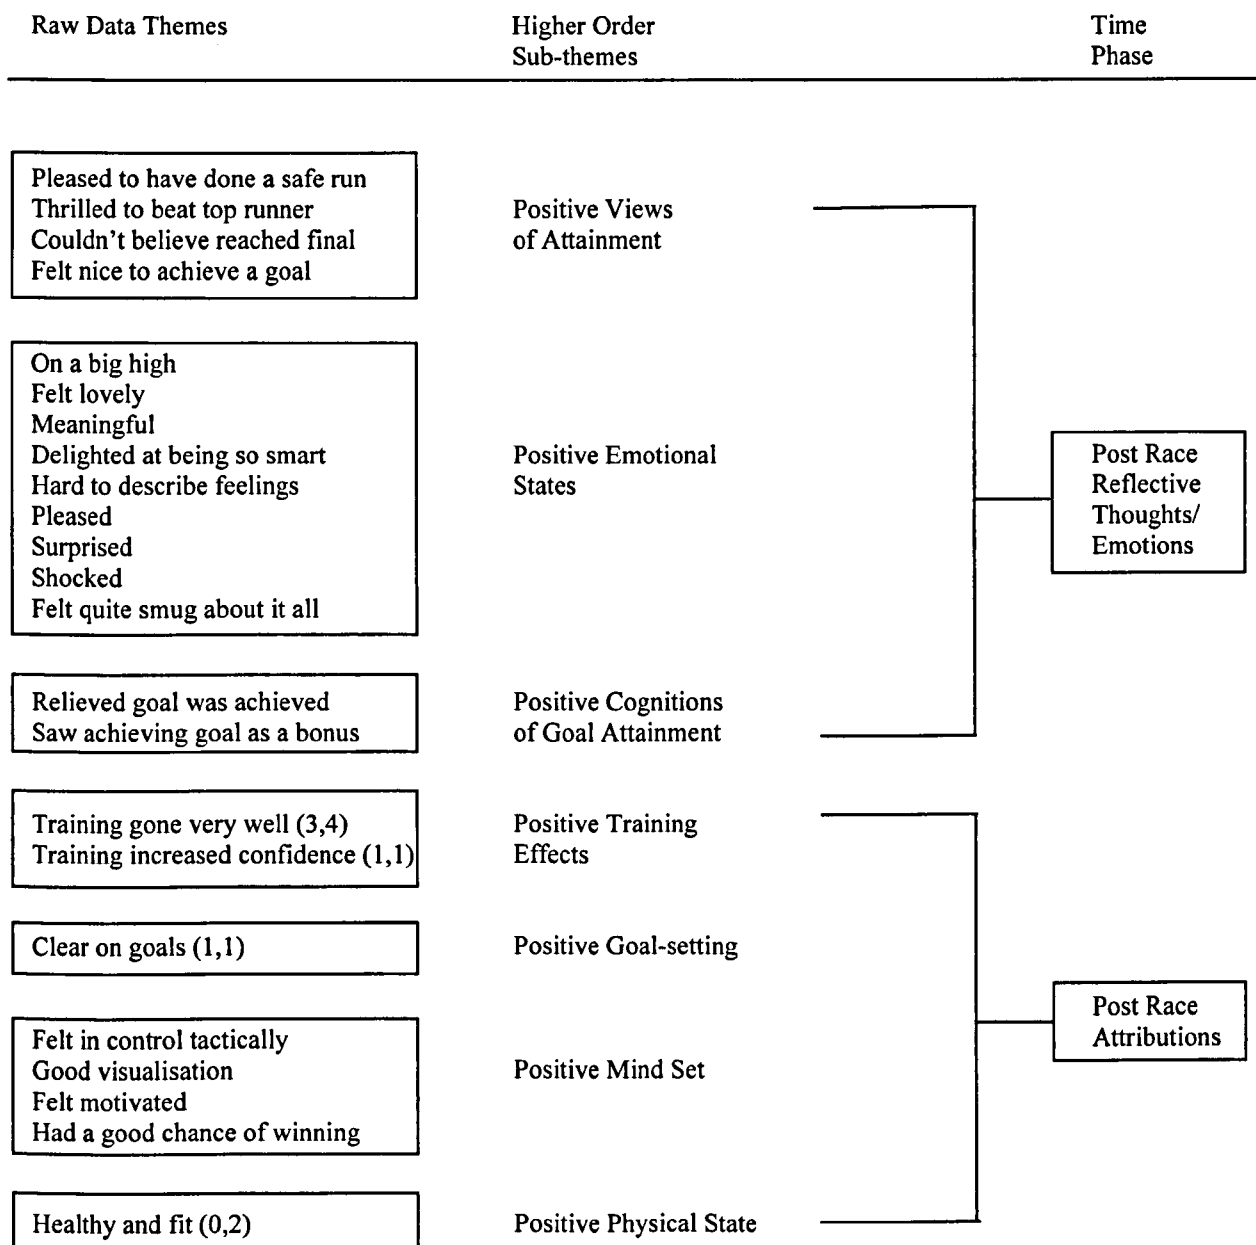 Raw Data Themes
Higher Order
Sub-themes
Time
Phase
Pleased to have done a safe run
Thrilled to beat top runner
Couldn't believe reached final
Felt nice to achieve a goal
Positive Views
of Attainment
On a big high
Felt lovely
Meaningful
Delighted at being so smart
Hard to describe feelings
Pleased
Surprised
Shocked
Felt quite smug about it all
Positive Emotional
States
Post Race
Reflective
Thoughts/
Emotions
Relieved goal was achieved
Saw achieving goal as a bonus
Positive Cognitions
of Goal Attainment
Training gone very well (3,4)
Training increased confidence (1,1)
Positive Training
Effects
Clear on goals (1,1)
Positive Goal-setting
Felt in control tactically
Good visualisation
Felt motivated
Had a good chance of winning
Positive Mind Set
Post Race
Attributions
Healthy and fit (0,2)
Positive Physical State